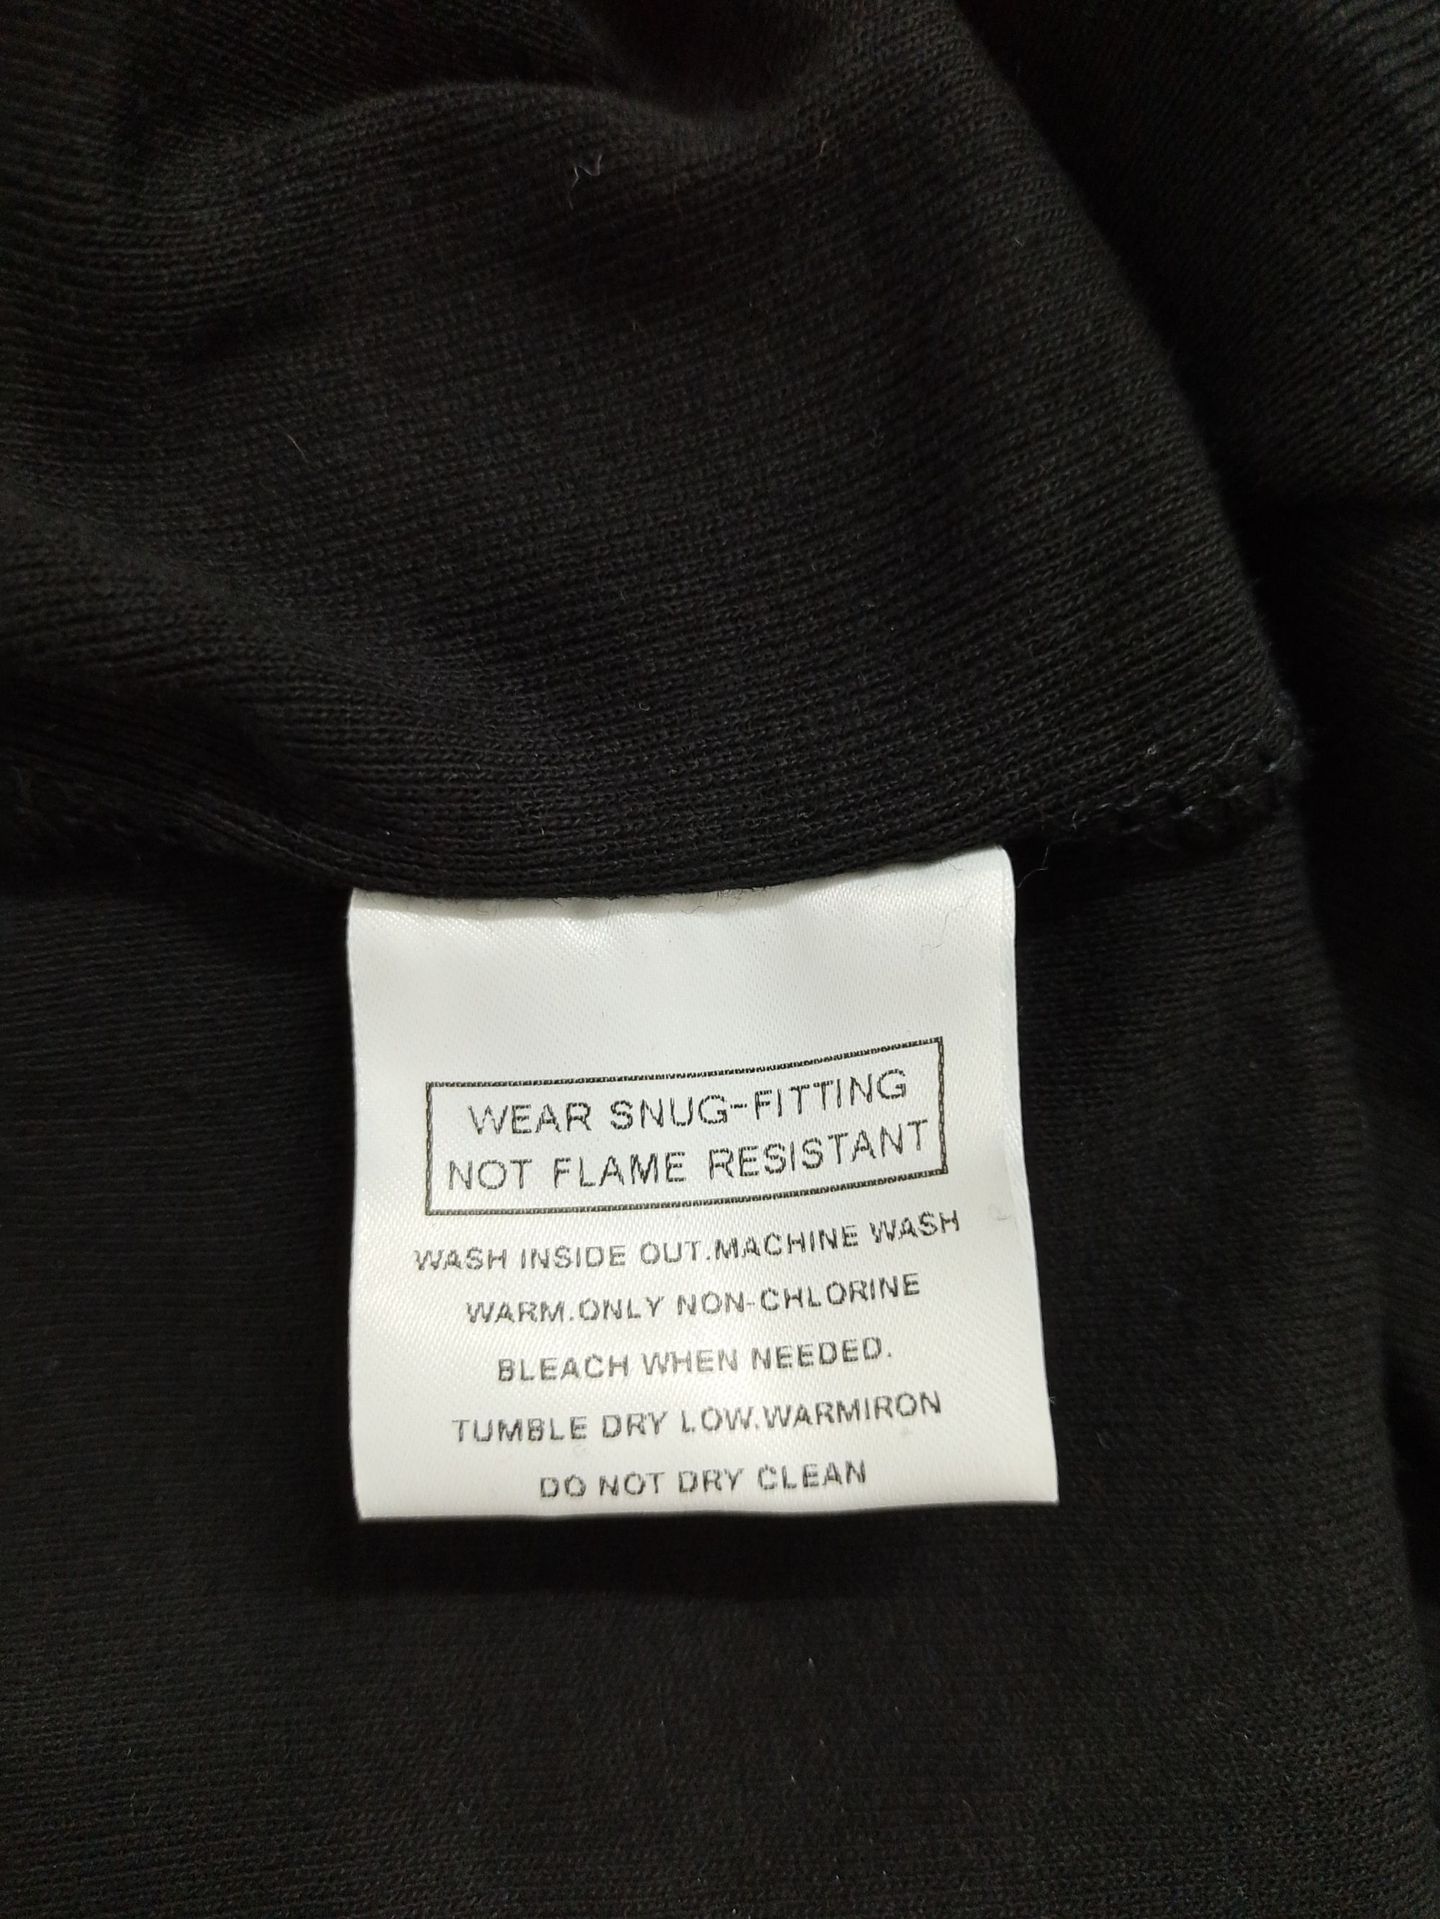 WEAR SNUG-FITTING
NOT FLAME RESISTANT
WASH INSIDE OUT.MACHINE WASH
WARM.ONLY NON-CHLORINE
BLEACH WHEN NEEDED.
TUMBLE DRY LOW.WARMIRON
DO NOT DRY CLEAN